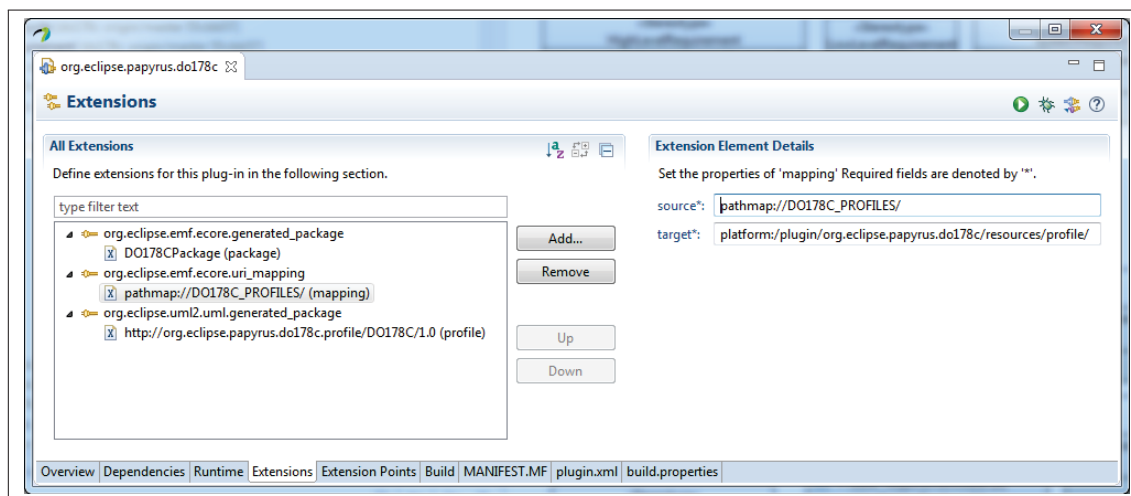 HighLevelRequirement
org.eclipse.papyrus.do178c
Extensions
All Extensions
Define extensions for this plug-in in the following section.
type filter text
org.eclipse.emf.ecore.generated_package
DO178CPackage (package)
org.eclipse.emf.ecore.uri_mapping
pathmap://DO178C_PROFILES/ (mapping)
org.eclipse.uml2.uml.generated_package
http://org.eclipse.papyrus.do178c.profile/DO178C/1.0 (profile)
Add...
Remove
Up
Down
Extension Element Details
Set the properties of 'mapping' Required fields are denoted by '*'.
source*: pathmap://DO178C_PROFILES/
target*: platform:/plugin/org.eclipse.papyrus.do178c/resources/profile/
Overview Dependencies Runtime Extensions Extension Points Build MANIFEST.MF plugin.xml build.properties